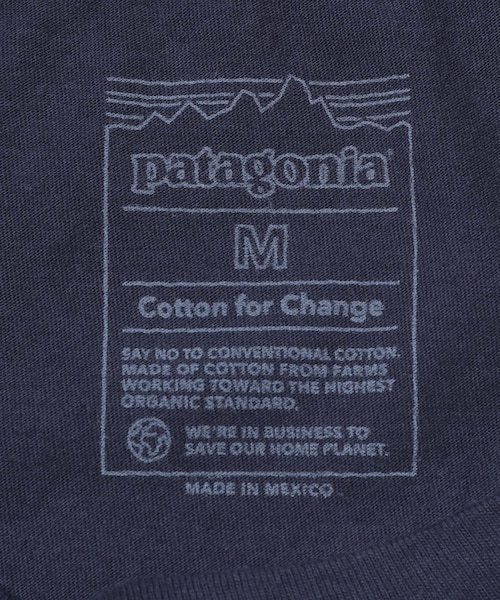 patagonia®
M
Cotton for Change
SAY NO TO CONVENTIONAL COTTON.
MADE OF COTTON FROM FARMS
WORKING TOWARD THE HIGHEST
ORGANIC STANDARD.
WE'RE IN BUSINESS TO
SAVE OUR HOME PLANET.
MADE IN MEXICO